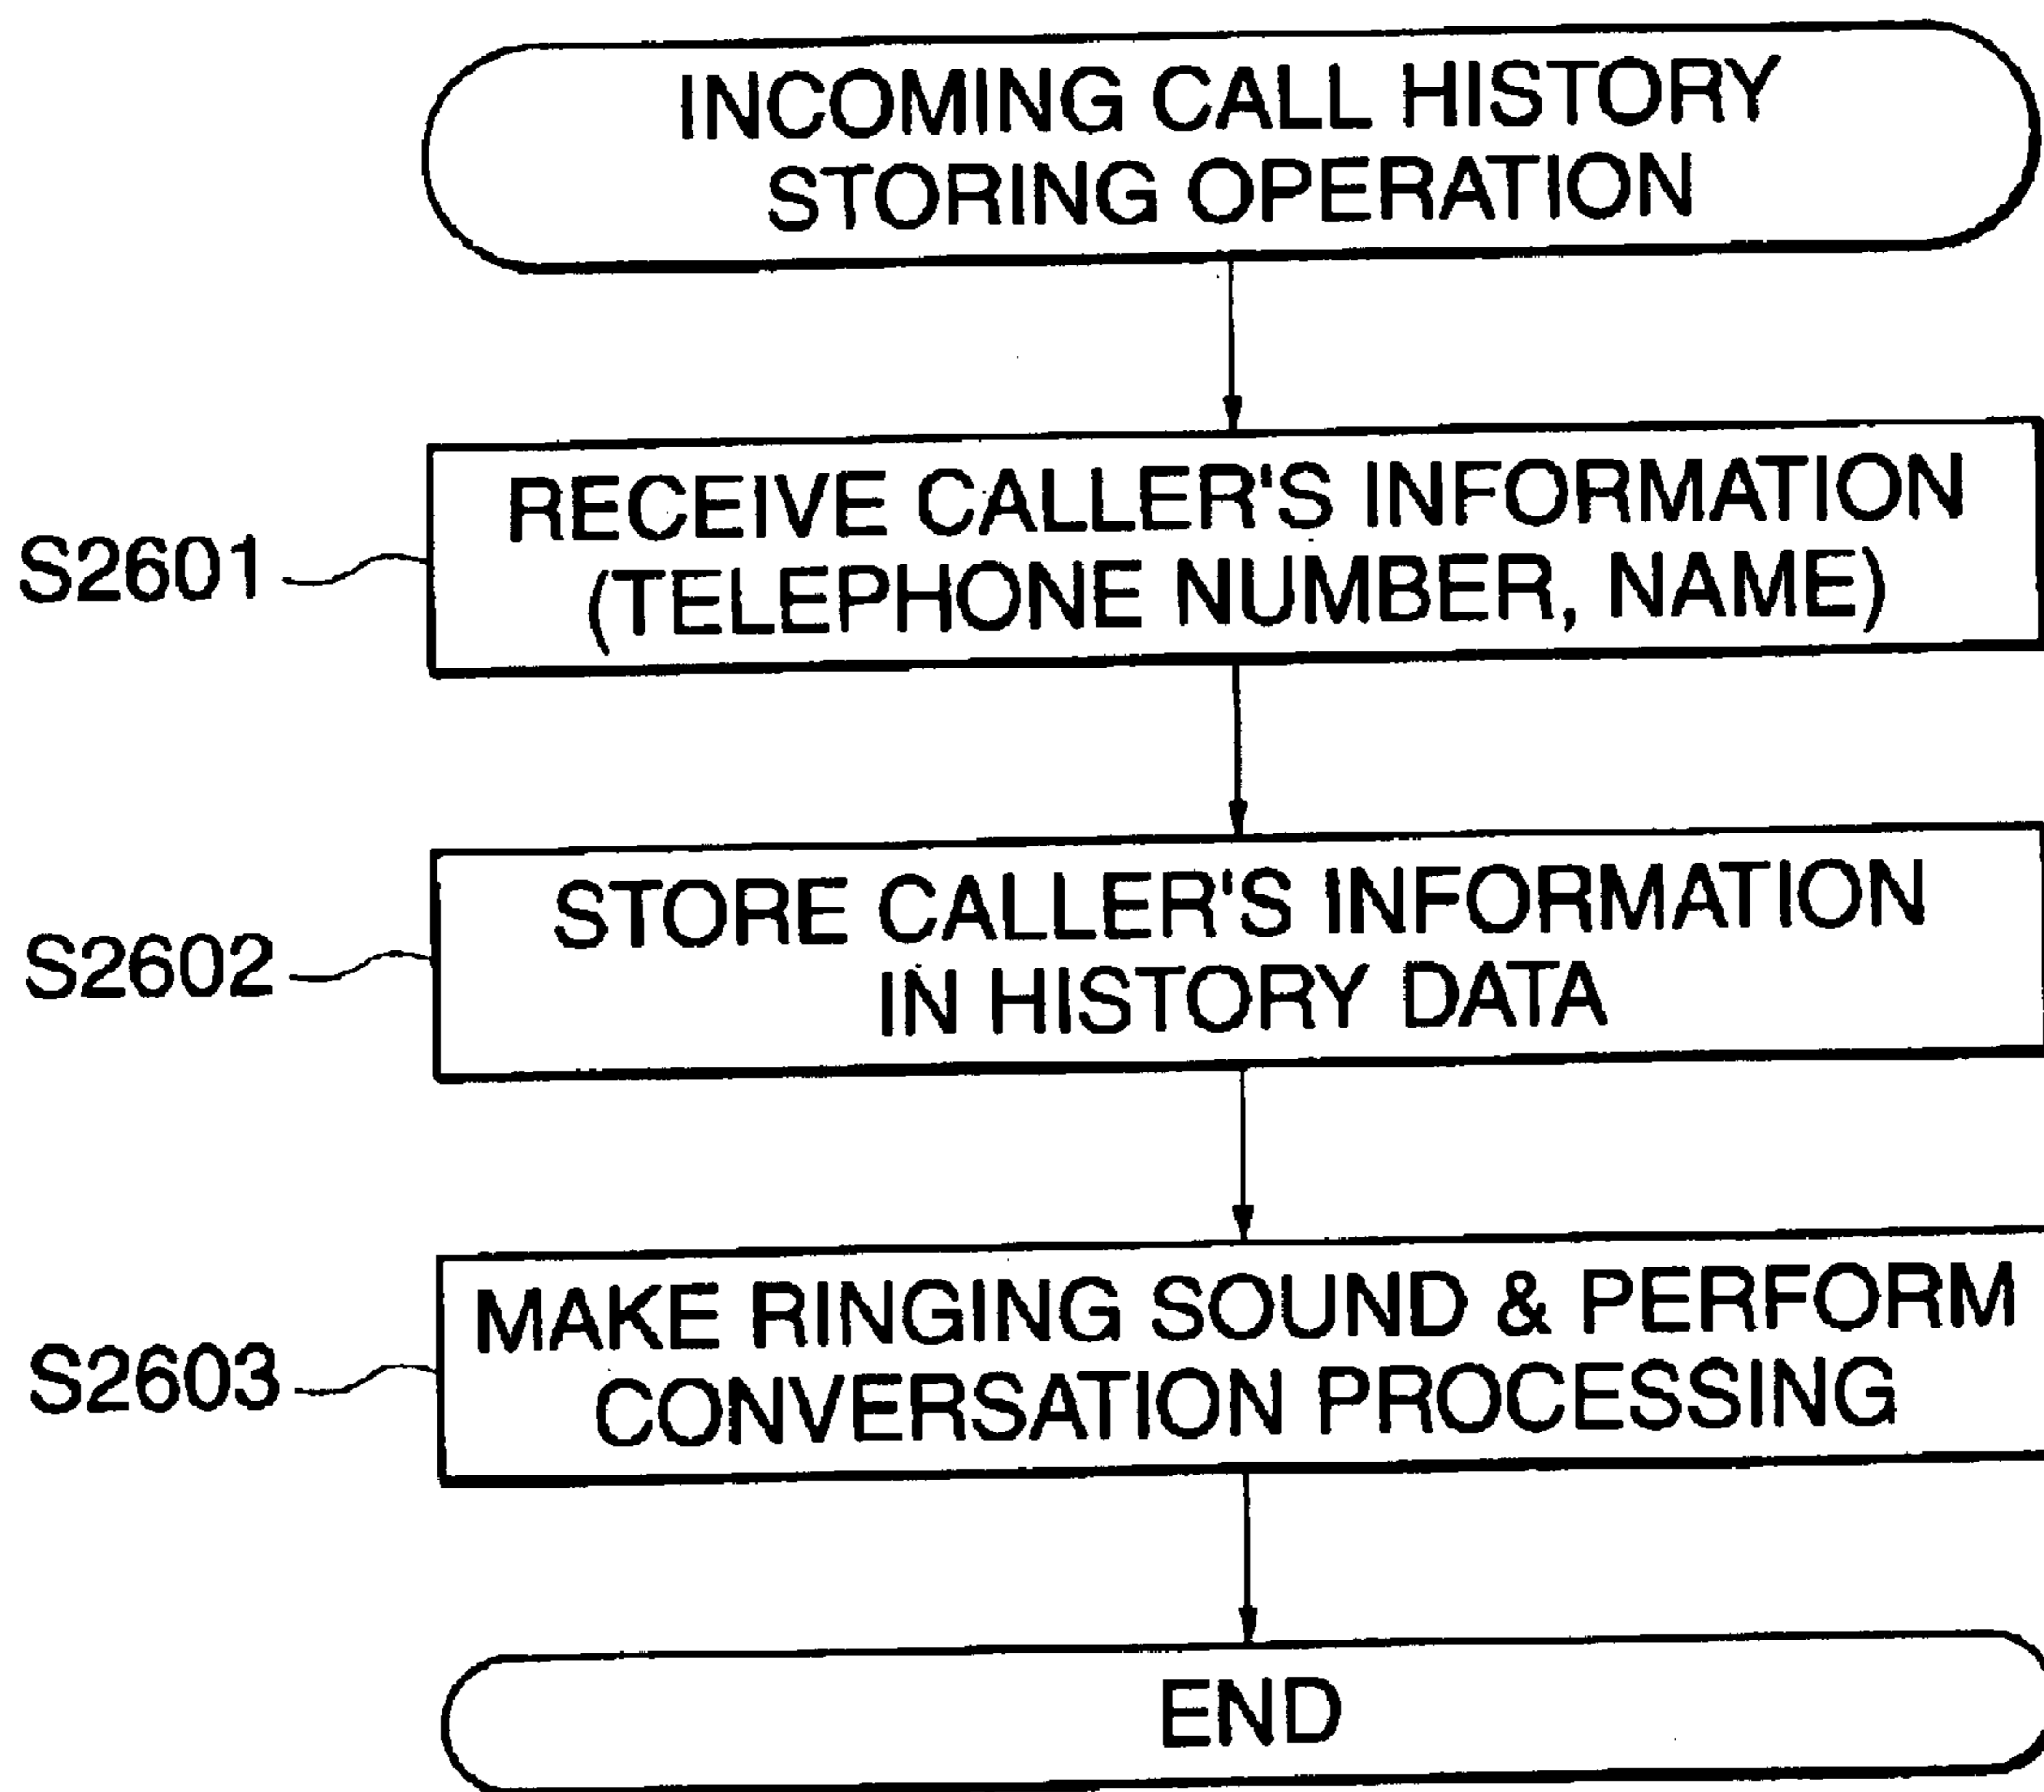 INCOMING CALL HISTORY
STORING OPERATION
S2601
RECEIVE CALLER'S INFORMATION
(TELEPHONE NUMBER, NAME)
S2602
STORE CALLER'S INFORMATION
IN HISTORY DATA
S2603
MAKE RINGING SOUND & PERFORM
CONVERSATION PROCESSING
END